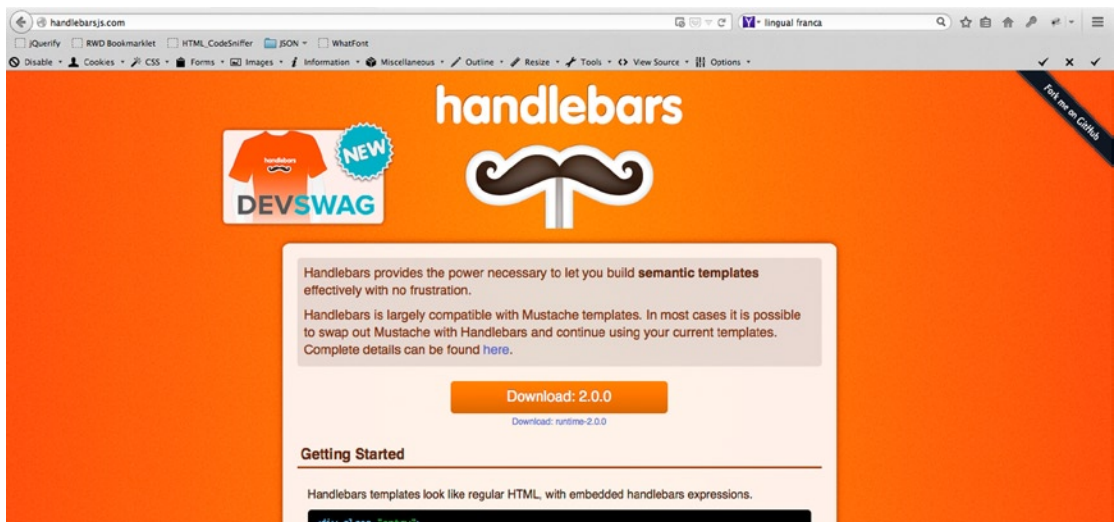 handlebarsjs.com
lingual franca
jQuerify RWD Bookmarklet HTML_CodeSniffer JSON WhatFont
Disable Cookies CSS Forms Images Information Miscellaneous Outline Resize Tools View Source Options
Fork me on GitHub
handlebars
handlebars
NEW
DEVSWAG
Handlebars provides the power necessary to let you build semantic templates
effectively with no frustration.
Handlebars is largely compatible with Mustache templates. In most cases it is possible
to swap out Mustache with Handlebars and continue using your current templates.
Complete details can be found here.
Download: 2.0.0
Download: runtime-2.0.0
Getting Started
Handlebars templates look like regular HTML, with embedded handlebars expressions.